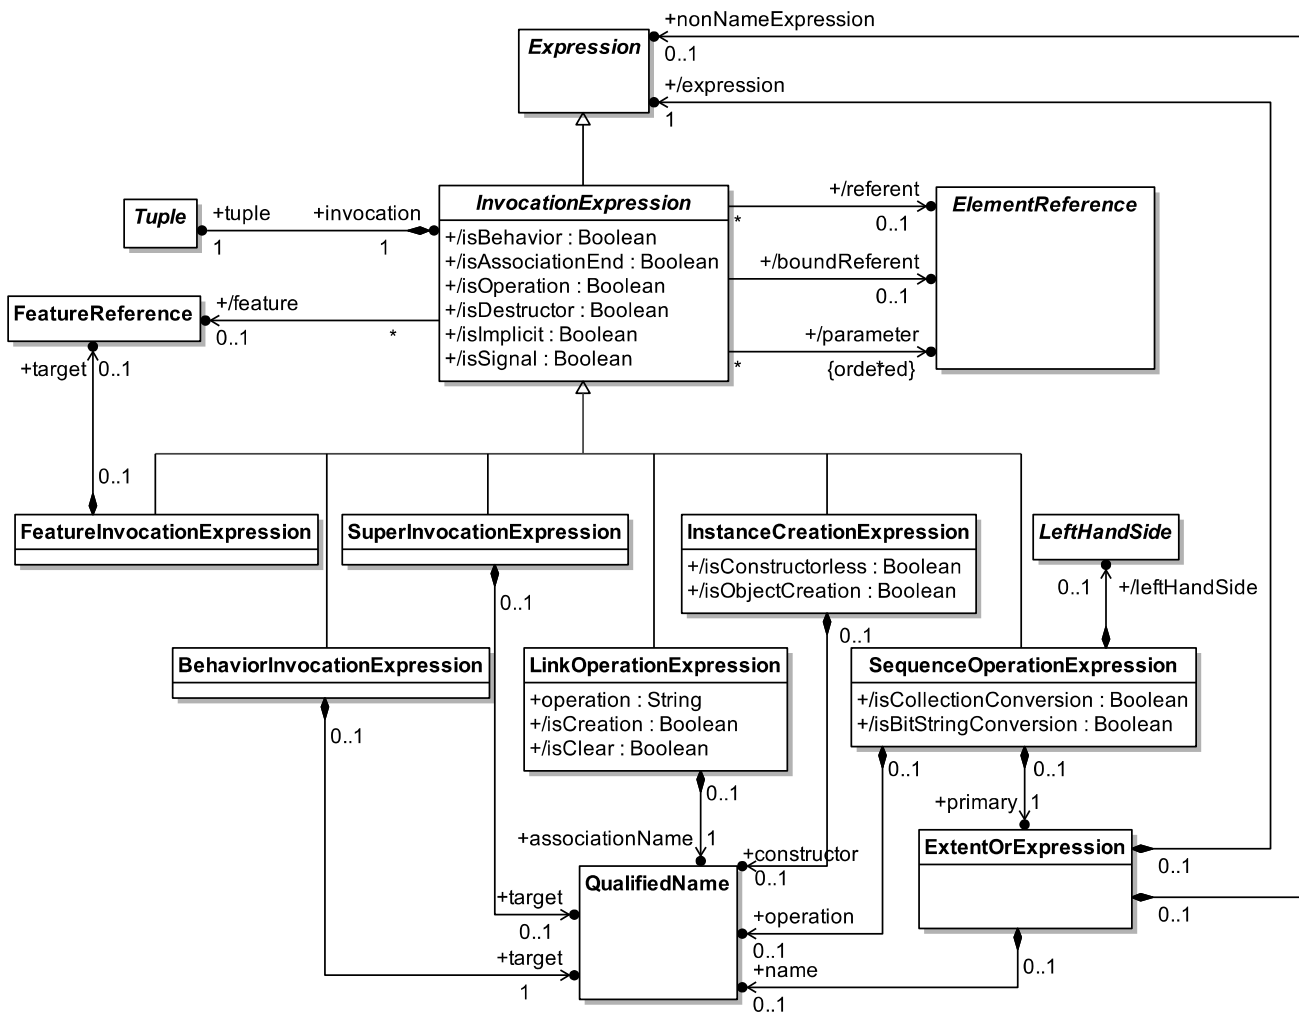 +nonNameExpression
Expression
0..1
+/expression
1
+/referent
InvocationExpression
ElementReference
Tuple
+tuple
+invocation
*
0..1
1
1
+/isBehavior : Boolean
+/isAssociationEnd : Boolean
+/boundReferent
+/isOperation : Boolean
0..1
+/feature
FeatureReference
+/isDestructor : Boolean
0..1
*
+/isImplicit : Boolean
+/parameter
+/isSignal : Boolean
*
{ordered}
*
+target
0..1
0..1
FeatureInvocationExpression
SuperInvocationExpression
InstanceCreationExpression
LeftHandSide
+/isConstructorless : Boolean
+/isObjectCreation : Boolean
0..1
+/leftHandSide
0..1
0..1
BehaviorInvocationExpression
LinkOperationExpression
SequenceOperationExpression
+operation : String
+/isCreation : Boolean
+/isClear : Boolean
+/isCollectionConversion : Boolean
+/isBitStringConversion : Boolean
0..1
0..1
0..1
0..1
+primary
1
+associationName
1
+constructor
0..1
ExtentOrExpression
0..1
QualifiedName
+target
0..1
+operation
0..1
0..1
+target
1
+name
0..1
0..1